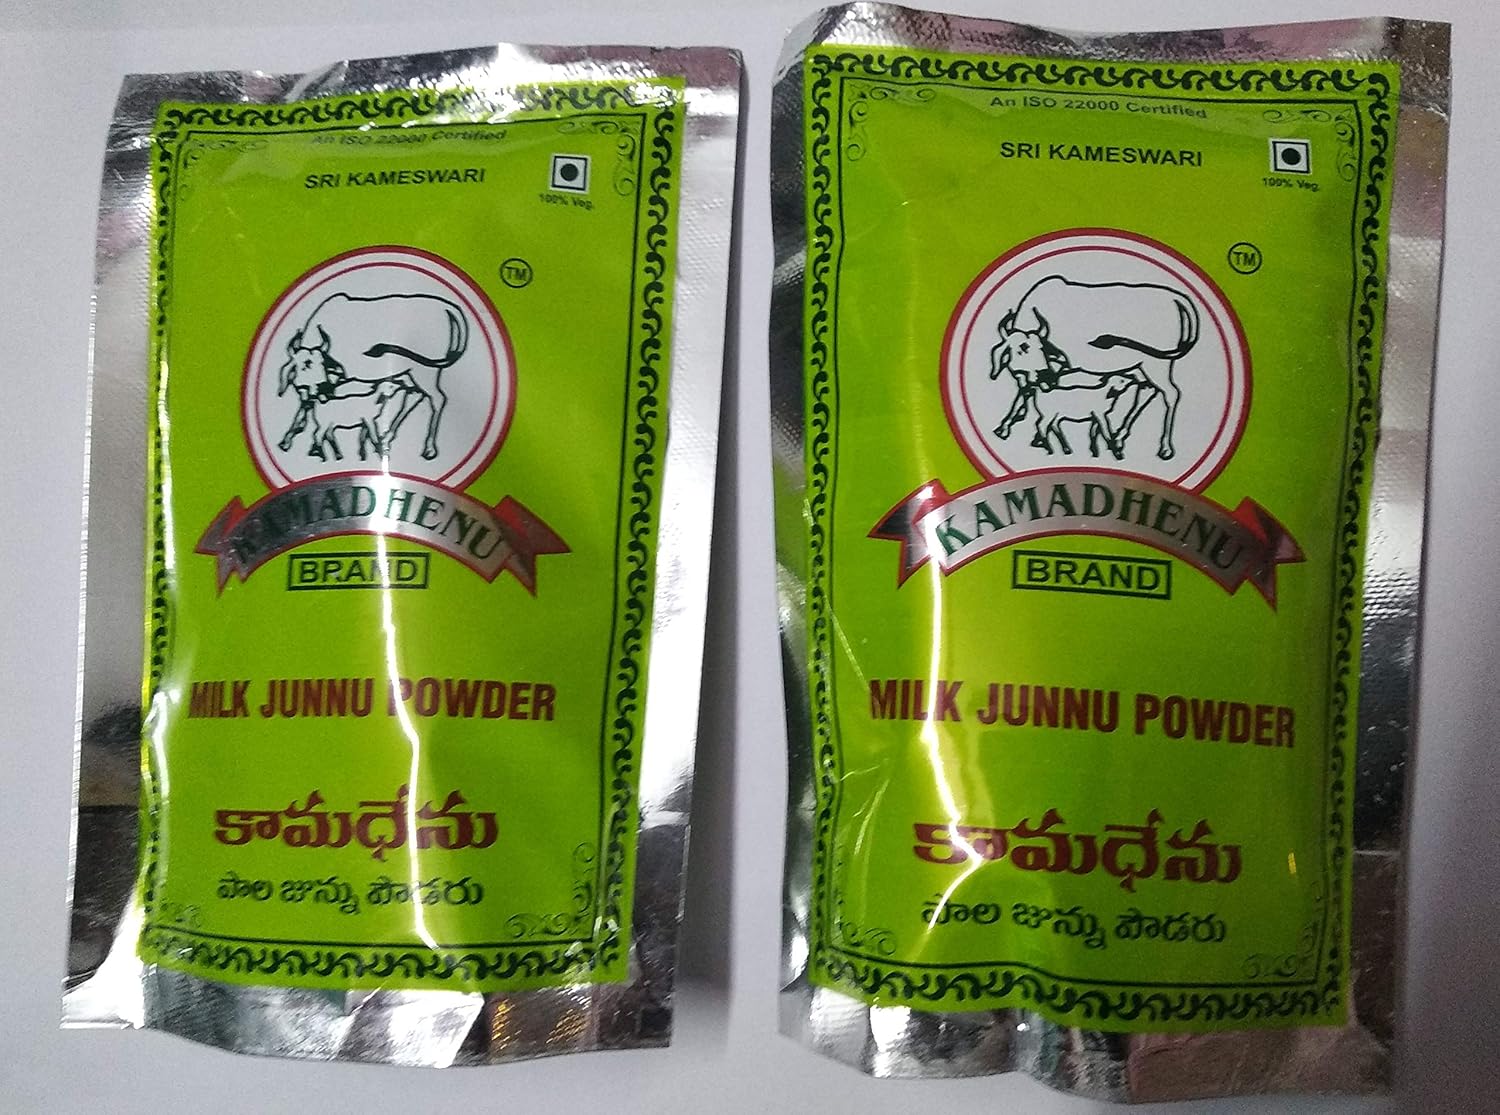 An ISO 22000 Certified
SRI KAMESWARI
100% Veg.
TM
KAMADHENU
BRAND
MILK JUNNU POWDER
కామధేను
పాల జున్ను పౌడరు
An ISO 22000 Certified
SRI KAMESWARI
100% Veg.
TM
KAMADHENU
BRAND
MILK JUNNU POWDER
కామధేను
పాల జున్ను పౌడరు